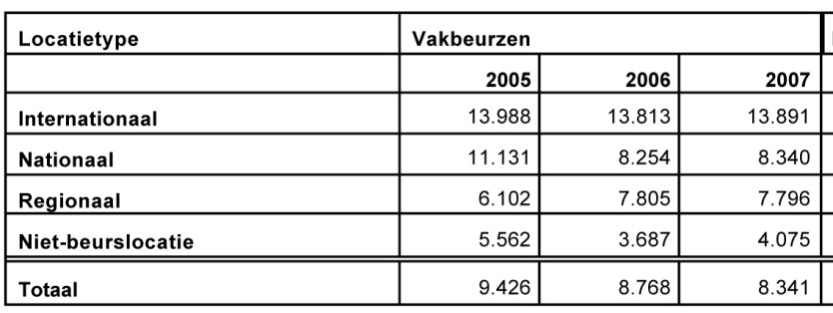 Locatietype Vakbeurzen
2005 2006 2007
Internationaal 13.988 13.813 13.891
Nationaal 11.131 8.254 8.340
Regionaal 6.102 7.805 7.796
Niet-beurslocatie 5.562 3.687 4.075
Totaal 9.426 8.768 8.341